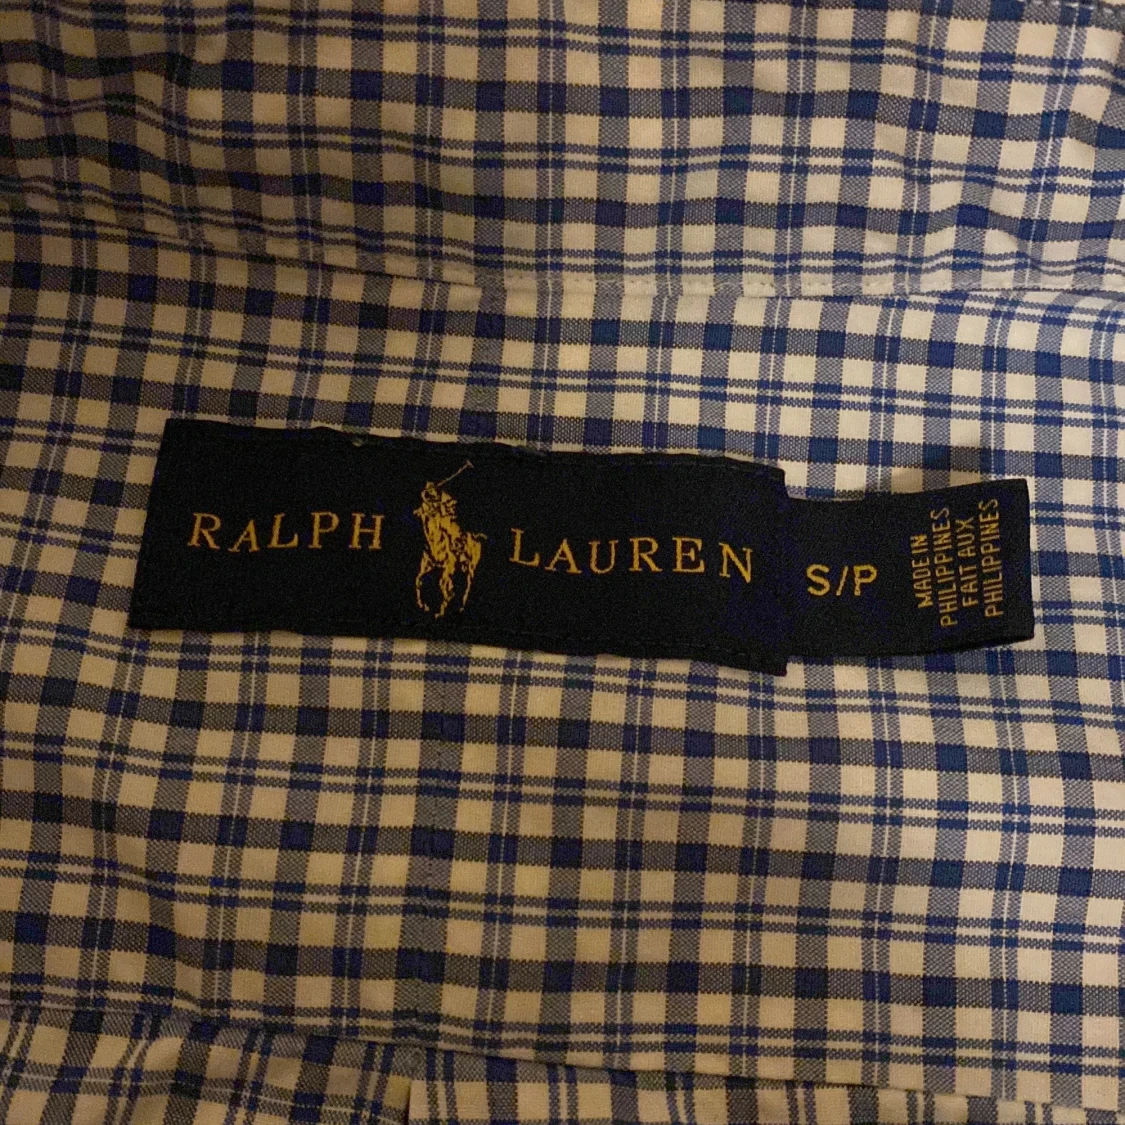 RALPH LAUREN
S/P
MADE IN
PHILIPPINES
FAIT AUX
PHILIPPINES